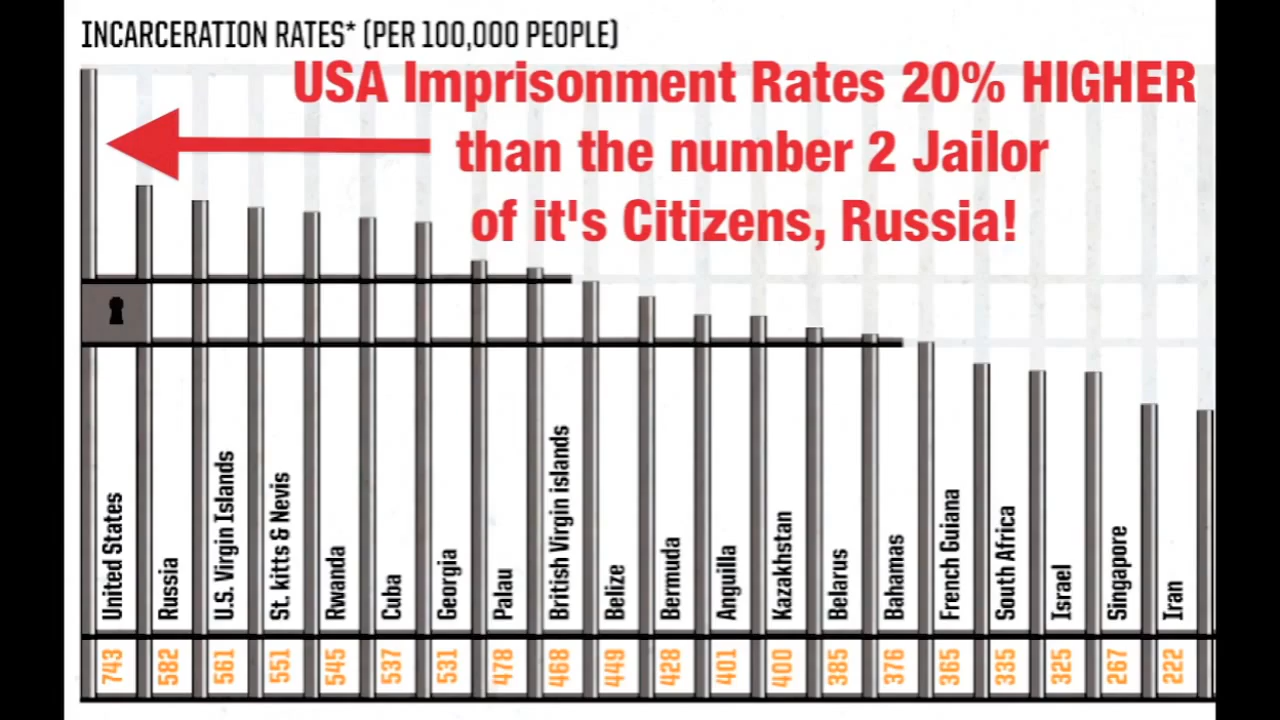 INCARCERATION RATES* (PER 100,000 PEOPLE)
USA Imprisonment Rates 20% HIGHER
than the number 2 Jailor
of it's Citizens, Russia!
United States
Russia
U.S. Virgin Islands
St. kitts & Nevis
Rwanda
Cuba
Georgia
Palau
British Virgin islands
Belize
Bermuda
Anguilla
Kazakhstan
Belarus
Bahamas
French Guiana
South Africa
Israel
Singapore
Iran
743 582 561 551 545 537 531 478 468 449 428 401 400 385 376 365 335 325 267 222